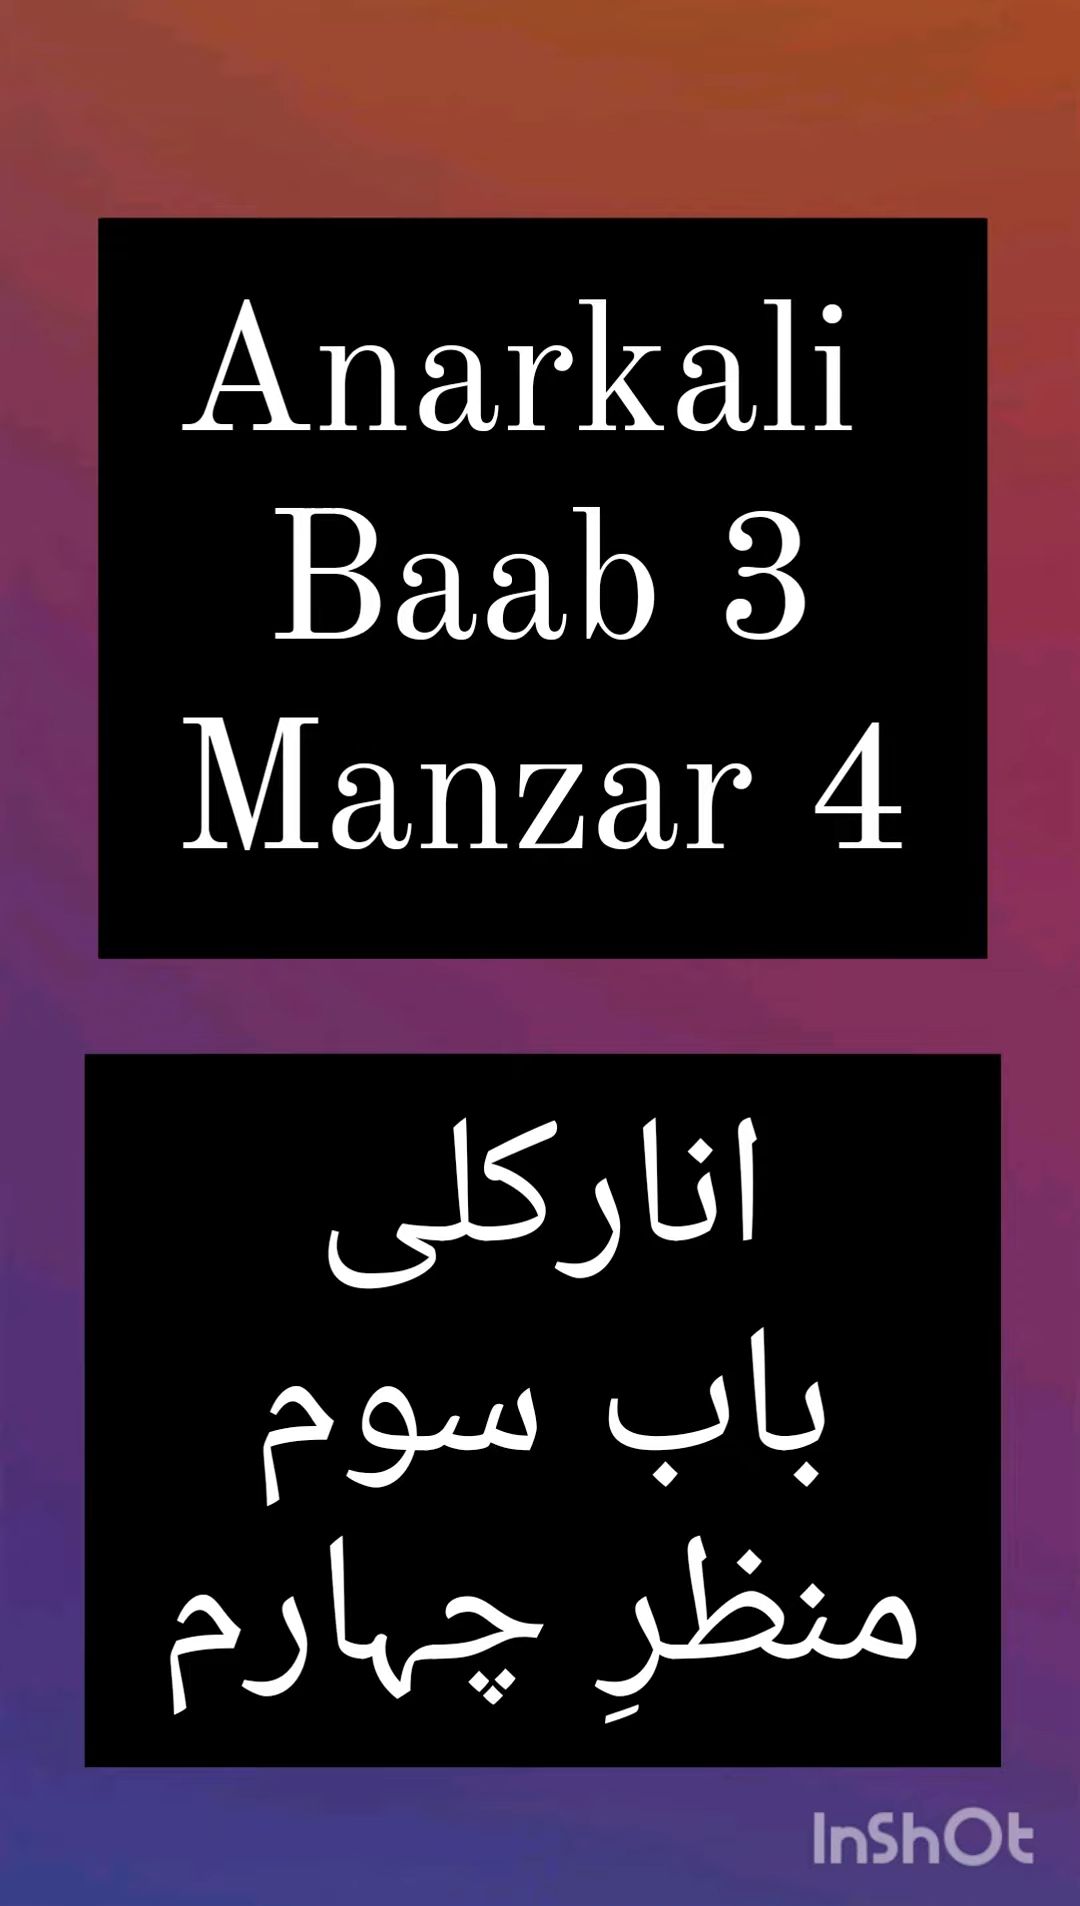 Anarkali
Baab 3
Manzar 4
انارکلی
باب سوم
منظرِ چہارم
InShOt